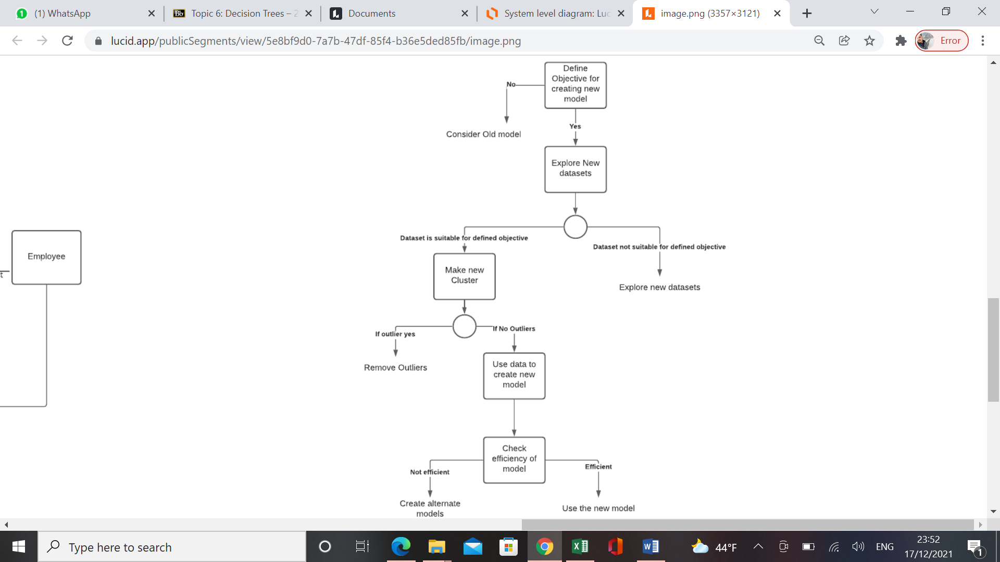 (1) WhatsApp
Bb Topic 6: Decision Trees – 2
Documents
System level diagram: Luc
image.png (3357×3121)
lucid.app/publicSegments/view/5e8bf9d0-7a7b-47df-85f4-b36e5ded85fb/image.png
Error
Define
Objective for
creating new
model
No
Consider Old model
Yes
Explore New
datasets
Dataset is suitable for defined objective
Dataset not suitable for defined objective
Employee
t
Make new
Cluster
Explore new datasets
If outlier yes
If No Outliers
Remove Outliers
Use data to
create new
model
Check
efficiency of
model
Not efficient
Efficient
Create alternate
models
Use the new model
Type here to search
44°F
ENG
23:52
17/12/2021
1